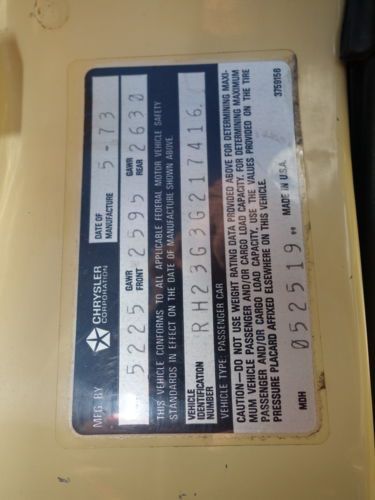 MFG. BY CHRYSLER CORPORATION DATE OF MANUFACTURE 5-73
5225 GAWR FRONT 2595 GAWR REAR 2630
THIS VEHICLE CONFORMS TO ALL APPLICABLE FEDERAL MOTOR VEHICLE SAFETY
STANDARDS IN EFFECT ON THE DATE OF MANUFACTURE SHOWN ABOVE.
VEHICLE IDENTIFICATION NUMBER RH23G3G217416
VEHICLE TYPE: PASSENGER CAR
CAUTION—DO NOT USE WEIGHT RATING DATA PROVIDED ABOVE FOR DETERMINING MAXI-
MUM VEHICLE PASSENGER AND/OR CARGO LOAD CAPACITY. FOR DETERMINING MAXIMUM
PASSENGER AND/OR CARGO LOAD CAPACITY, USE THE VALUES PROVIDED ON THE TIRE
PRESSURE PLACARD AFFIXED ELSEWHERE ON THIS VEHICLE.
MDH 052519 MADE IN U.S.A. 3759156